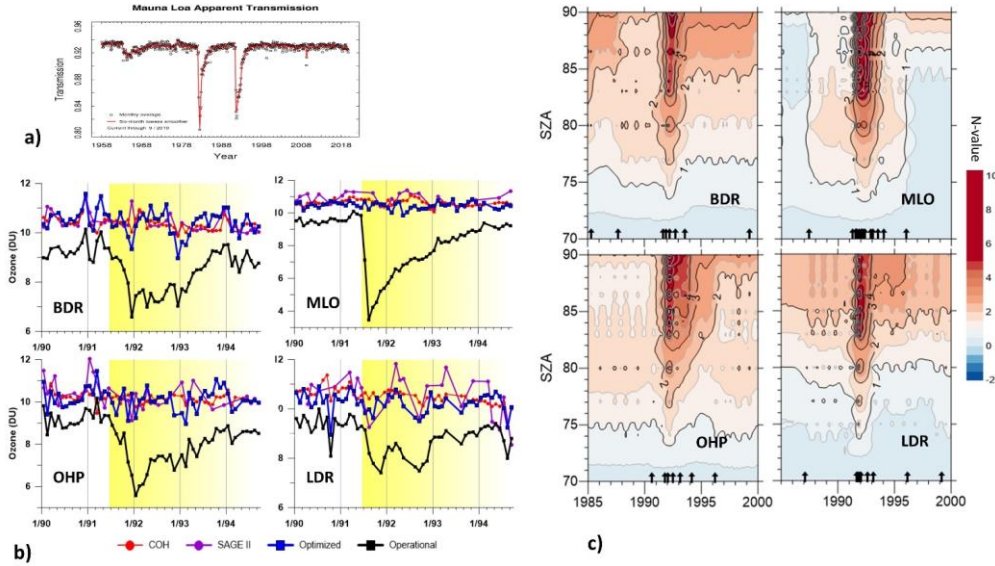 Mauna Loa Apparent Transmission
0.96
0.92
0.88
0.84
0.80
Transmission
Monthly average
Six-month lowess smoother
Current through 9 / 2019
1958 1968 1978 1988 1998 2008 2018
Year
a)
12
10
8
6
Ozone (DU)
BDR
1/90 1/91 1/92 1/93 1/94
12
10
8
6
4
MLO
1/90 1/91 1/92 1/93 1/94
12
10
8
6
Ozone (DU)
OHP
1/90 1/91 1/92 1/93 1/94
12
8
6
LDR
1/90 1/91 1/92 1/93 1/94
b)
COH SAGE II Optimized Operational
90
85
80
75
70
SZA
BDR
MLO
90
85
80
75
70
SZA
OHP
LDR
1985 1990 1995 2000
1990 1995 2000
N-value
10
8
6
4
2
0
-2
c)